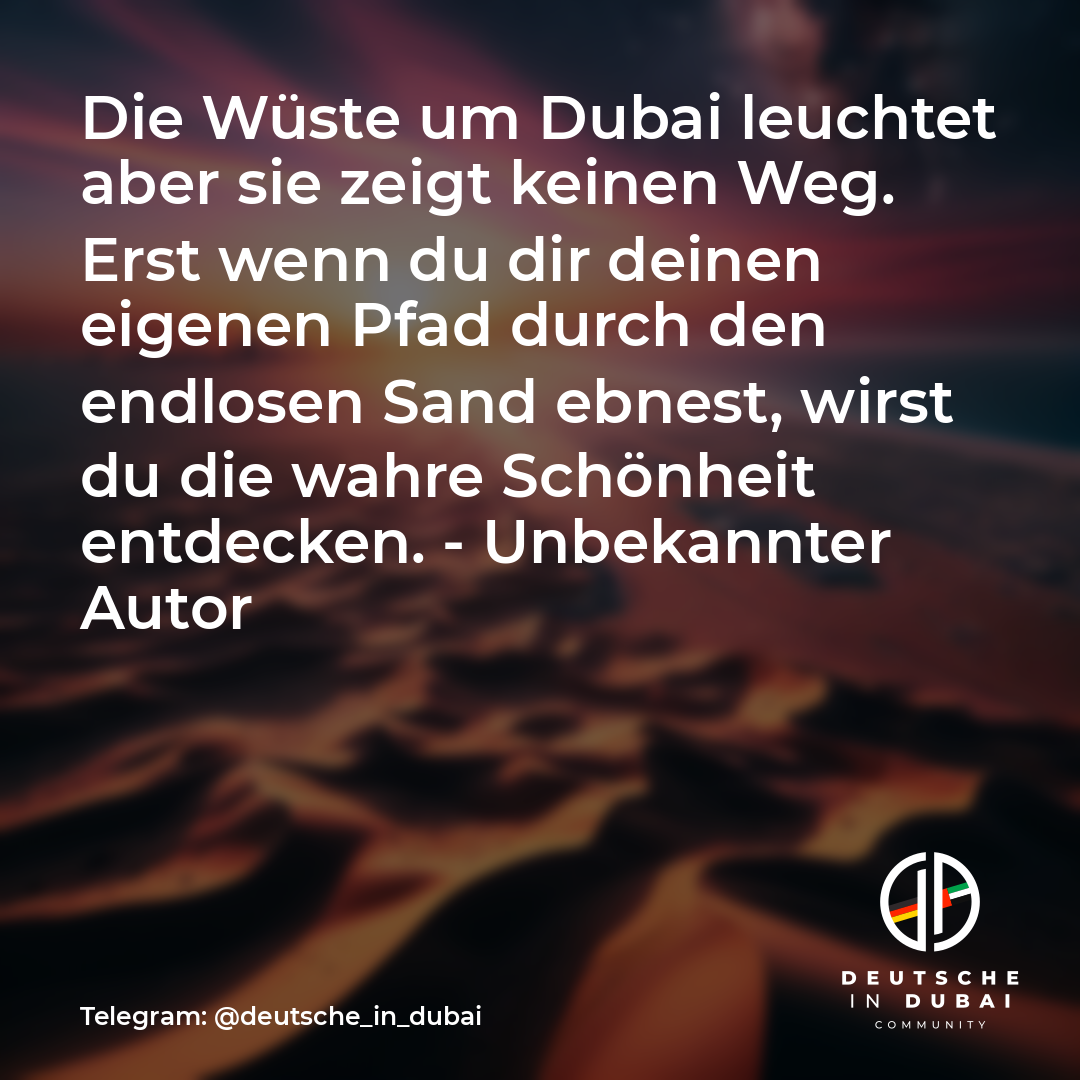 Die Wüste um Dubai leuchtet
aber sie zeigt keinen Weg.
Erst wenn du dir deinen
eigenen Pfad durch den
endlosen Sand ebnest, wirst
du die wahre Schönheit
entdecken. - Unbekannter
Autor
DEUTSCHE
IN DUBAI
COMMUNITY
Telegram: @deutsche_in_dubai